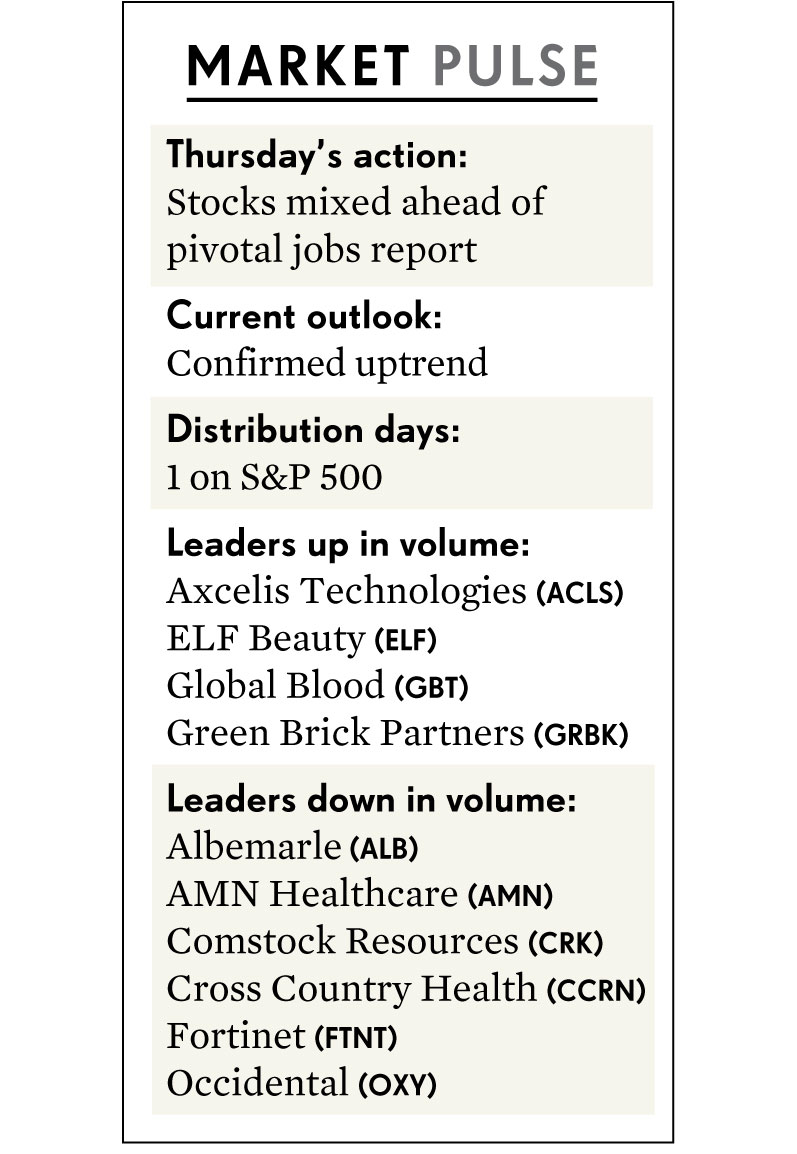 MARKET PULSE
Thursday’s action:
Stocks mixed ahead of
pivotal jobs report
Current outlook:
Confirmed uptrend
Distribution days:
1 on S&P 500
Leaders up in volume:
Axcelis Technologies (ACLS)
ELF Beauty (ELF)
Global Blood (GBT)
Green Brick Partners (GRBK)
Leaders down in volume:
Albemarle (ALB)
AMN Healthcare (AMN)
Comstock Resources (CRK)
Cross Country Health (CCRN)
Fortinet (FTNT)
Occidental (OXY)